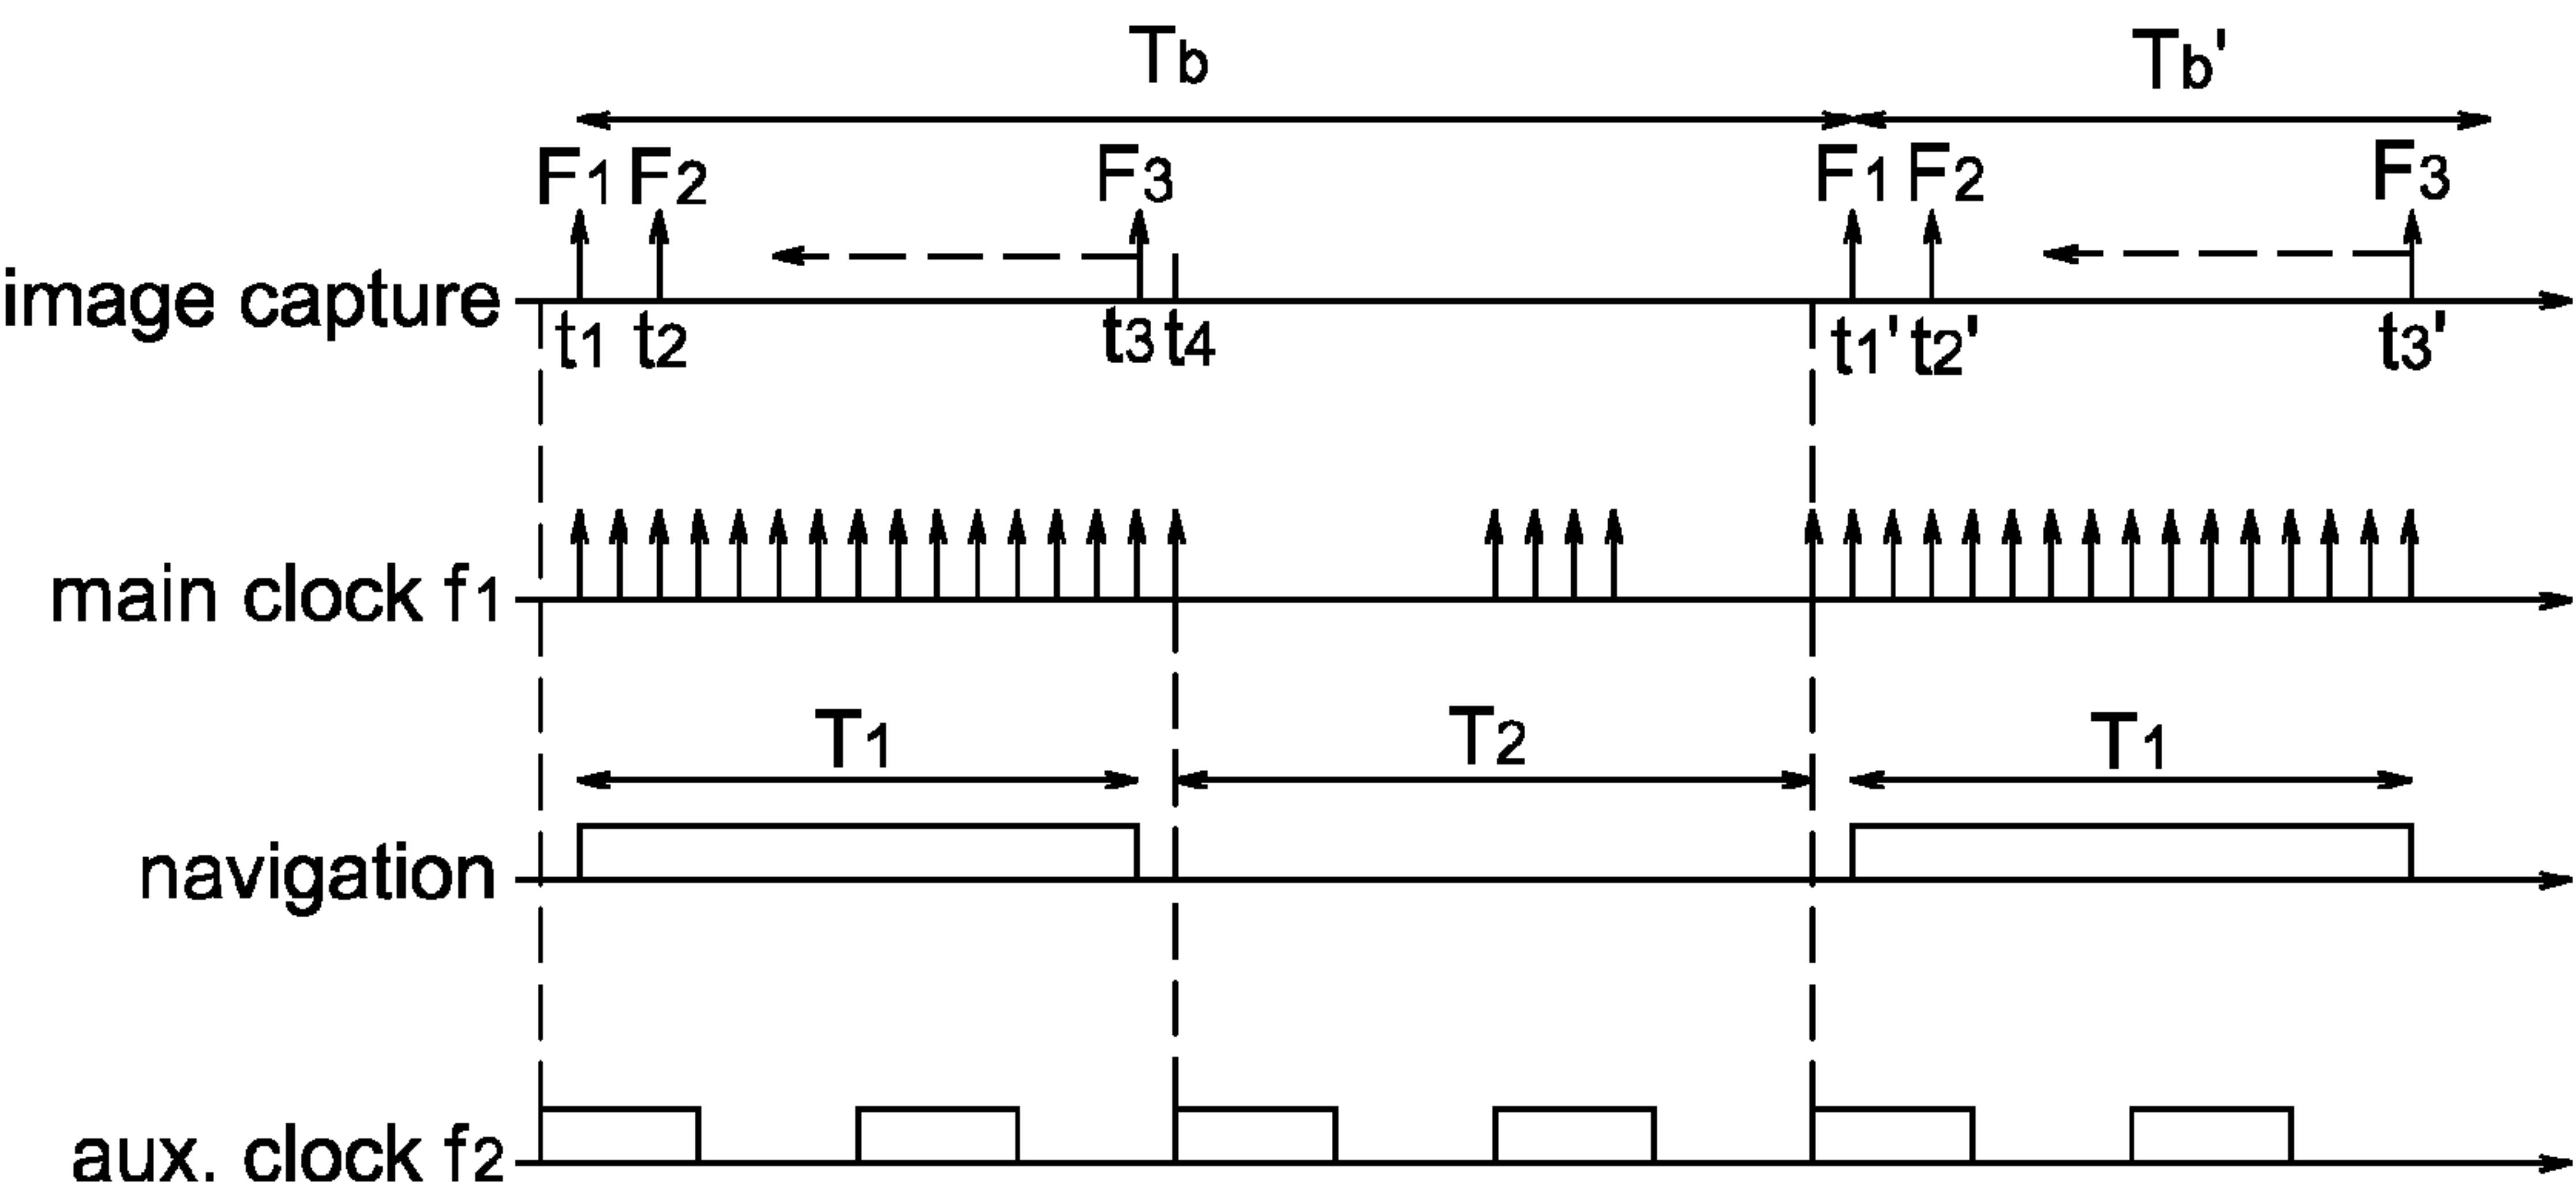 Tb Tb'
F1 F2 F3 F1 F2 F3
image capture
t1 t2 t3 t4 t1' t2' t3'
main clock f1
T1 T2 T1
navigation
aux. clock f2